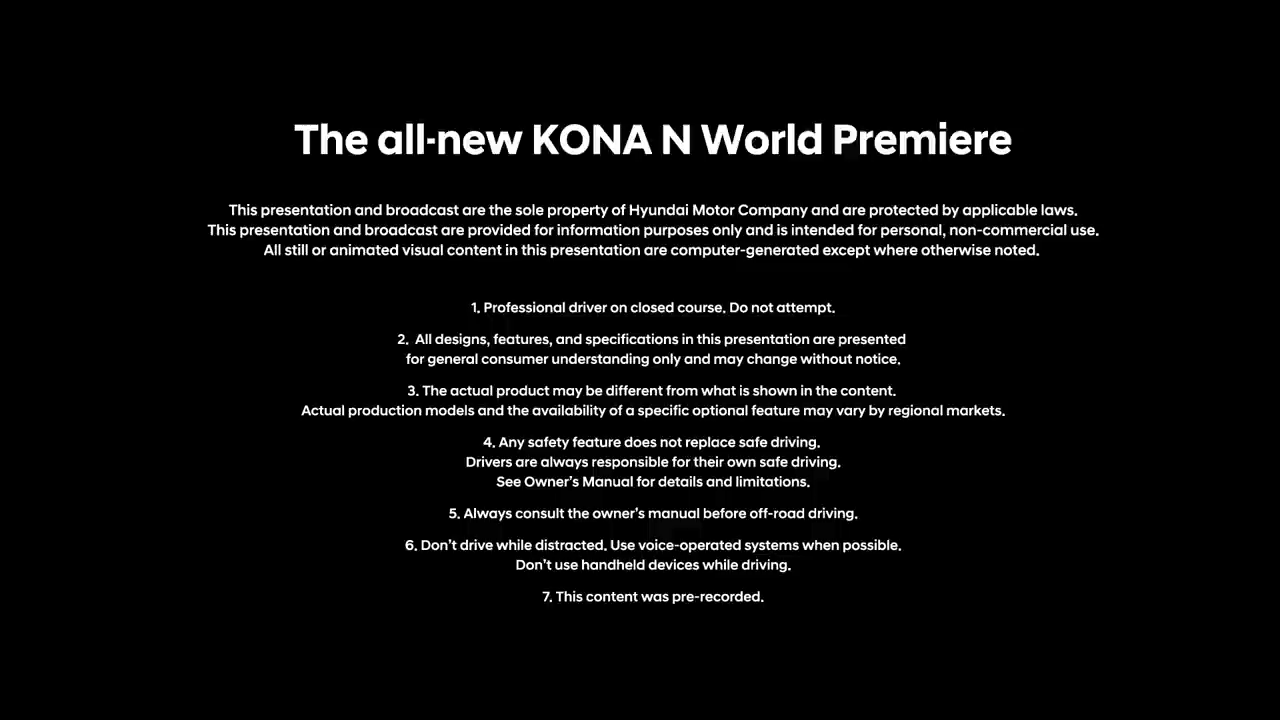 The all-new KONA N World Premiere
This presentation and broadcast are the sole property of Hyundai Motor Company and are protected by applicable laws.
This presentation and broadcast are provided for information purposes only and is intended for personal, non-commercial use.
All still or animated visual content in this presentation are computer-generated except where otherwise noted.
1. Professional driver on closed course. Do not attempt.
2. All designs, features, and specifications in this presentation are presented
for general consumer understanding only and may change without notice.
3. The actual product may be different from what is shown in the content.
Actual production models and the availability of a specific optional feature may vary by regional markets.
4. Any safety feature does not replace safe driving.
Drivers are always responsible for their own safe driving.
See Owner's Manual for details and limitations.
5. Always consult the owner's manual before off-road driving.
6. Don't drive while distracted. Use voice-operated systems when possible.
Don't use handheld devices while driving.
7. This content was pre-recorded.